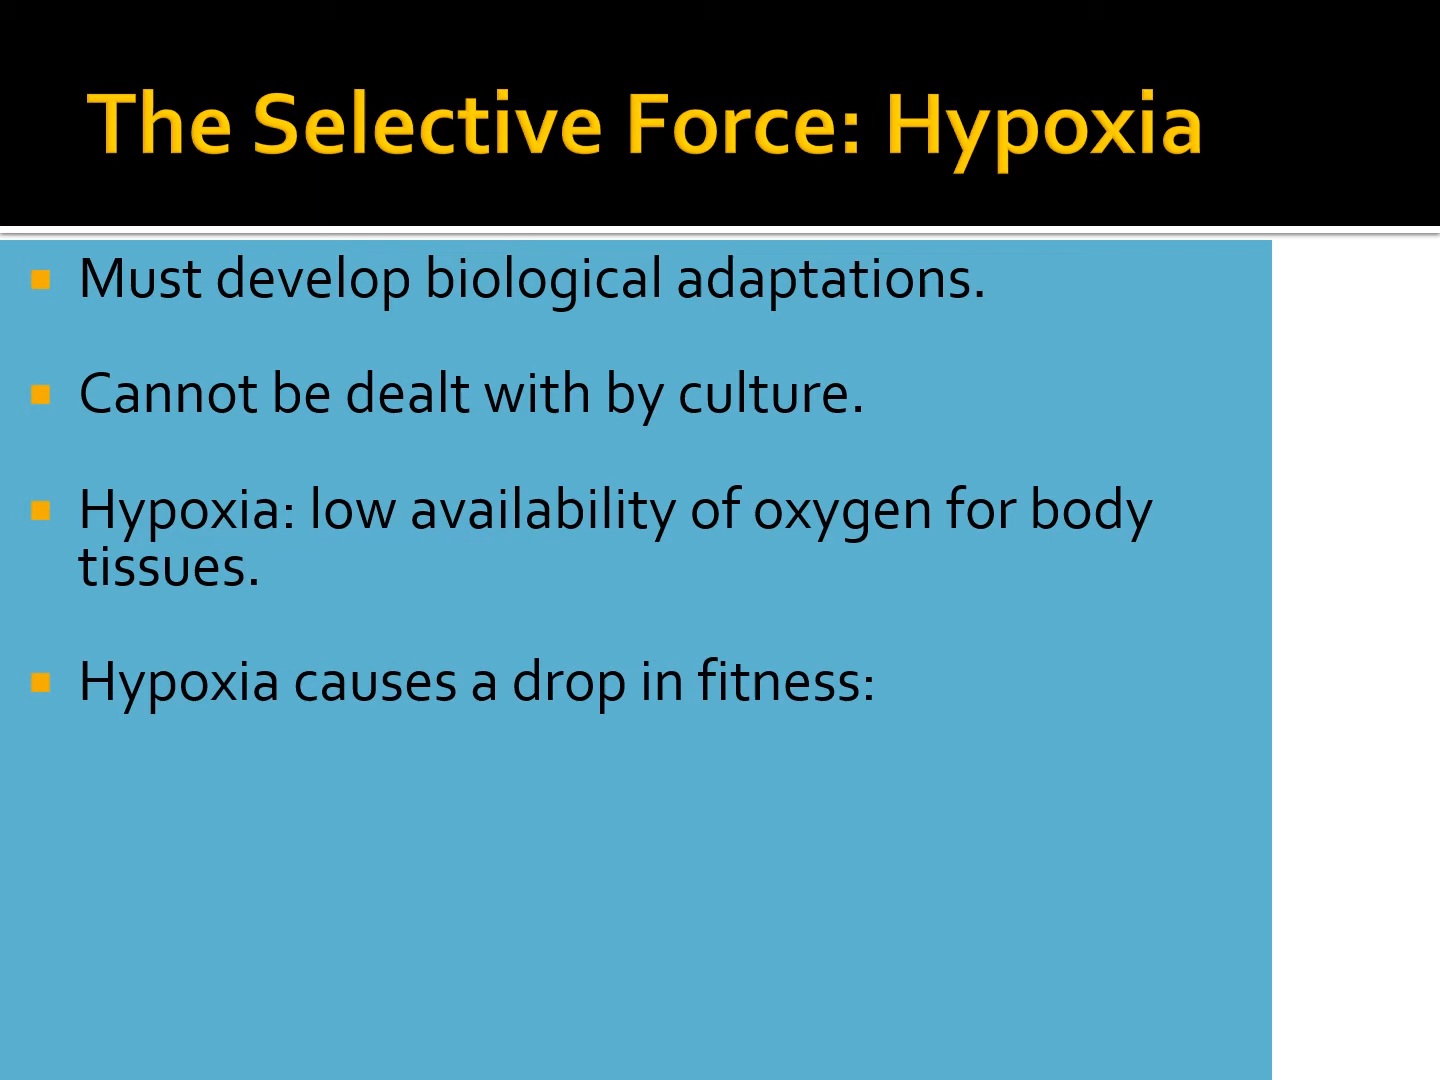 The Selective Force: Hypoxia
Must develop biological adaptations.
Cannot be dealt with by culture.
Hypoxia: low availability of oxygen for body
tissues.
Hypoxia causes a drop in fitness: